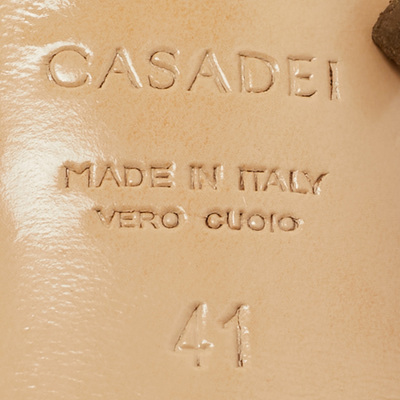 CASADEI
MADE IN ITALY
VERO CUOIO
41